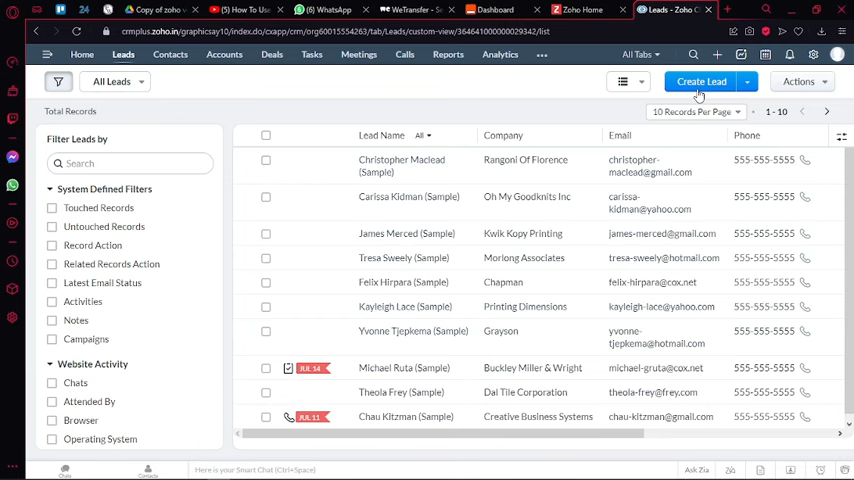 24
Copy of zoho v
(5) How To Use
(6) WhatsApp
WeTransfer - Se
Dashboard
Zoho Home
Leads - Zoho C
crmplus.zoho.in/graphicsay10/index.do/cxapp/crm/org60015554263/tab/Leads/custom-view/364641000000029342/list
Home Leads Contacts Accounts Deals Tasks Meetings Calls Reports Analytics ••• All Tabs
All Leads Create Lead Actions
Total Records 10 Records Per Page 1 - 10
Filter Leads by
Search
System Defined Filters
Touched Records
Untouched Records
Record Action
Related Records Action
Latest Email Status
Activities
Notes
Campaigns
Website Activity
Chats
Attended By
Browser
Operating System
Lead Name All Company Email Phone
Christopher Maclead Rangoni Of Florence christopher- 555-555-5555
(Sample) maclead@gmail.com
Carissa Kidman (Sample) Oh My Goodknits Inc carissa- 555-555-5555
kidman@yahoo.com
James Merced (Sample) Kwik Kopy Printing james-merced@gmail.com 555-555-5555
Tresa Sweely (Sample) Morlong Associates tresa-sweely@hotmail.com 555-555-5555
Felix Hirpara (Sample) Chapman felix-hirpara@cox.net 555-555-5555
Kayleigh Lace (Sample) Printing Dimensions kayleigh-lace@yahoo.com 555-555-5555
Yvonne Tjepkema (Sample) Grayson yvonne- 555-555-5555
tjepkema@hotmail.com
JUL 14 Michael Ruta (Sample) Buckley Miller & Wright michael-gruta@cox.net 555-555-5555
Theola Frey (Sample) Dal Tile Corporation theola-frey@frey.com 555-555-5555
JUL 11 Chau Kitzman (Sample) Creative Business Systems chau-kitzman@gmail.com 555-555-5555
Chats Contacts Here is your Smart Chat (Ctrl+Space) Ask Zia